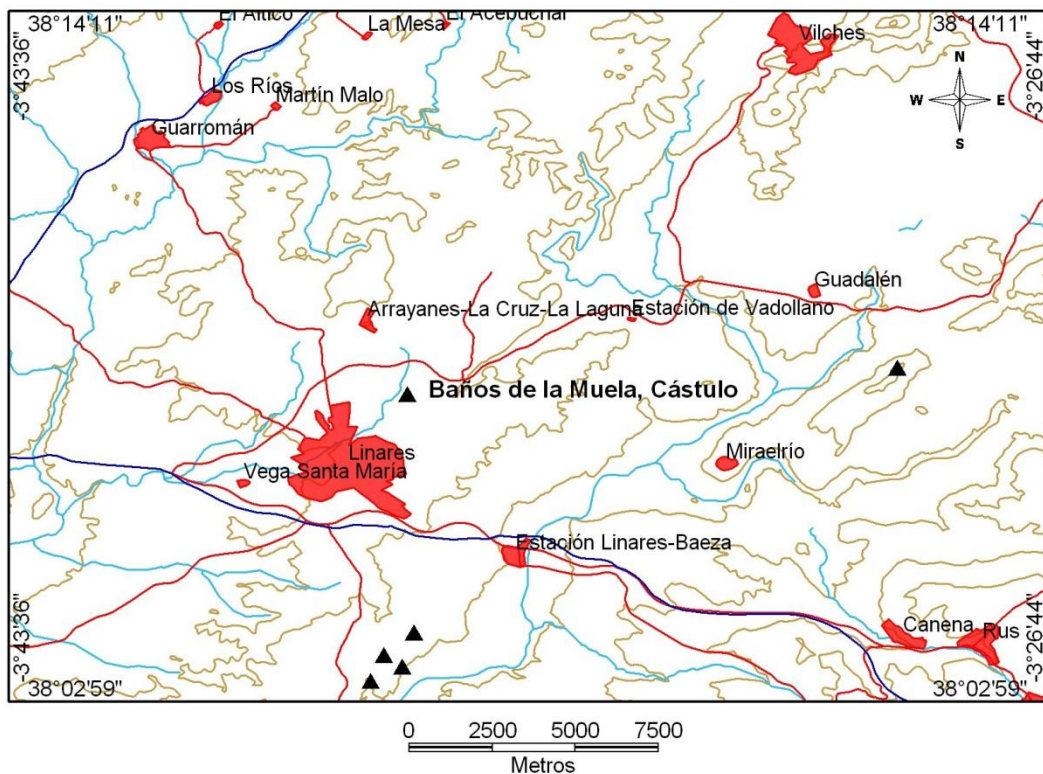 38°14'11"
El Altico
La Mesa
El Acebuchal
Vilches
38°14'11"
-3°43'36"
-3°26'44"
N
W E
S
Los Ríos
Martín Malo
Guarromán
Guadalén
Arrayanes-La Cruz-La Laguna
Estación de Vadollano
Baños de la Muela, Cástulo
Linares
Miraelrío
Vega Santa María
Estación Linares-Baeza
Canena
Rus
-3°43'36"
-3°26'44"
38°02'59"
38°02'59"
0 2500 5000 7500
Metros